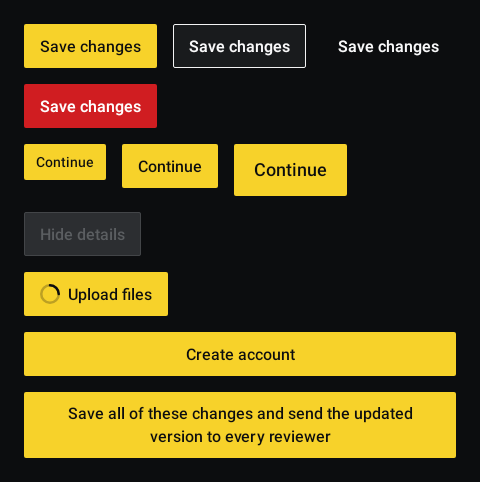 Save changes
Save changes
Save changes
Save changes
Continue
Continue
Continue
Hide details
Upload files
Create account
Save all of these changes and send the updated
version to every reviewer